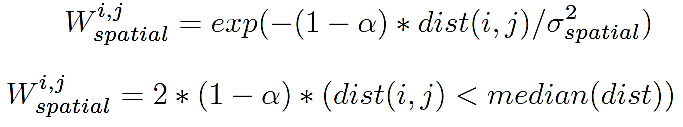 W^{i,j}_{spatial} = exp(-(1 - α) * dist(i, j)/σ^2_{spatial})
W^{i,j}_{spatial} = 2 * (1 - α) * (dist(i, j) < median(dist))